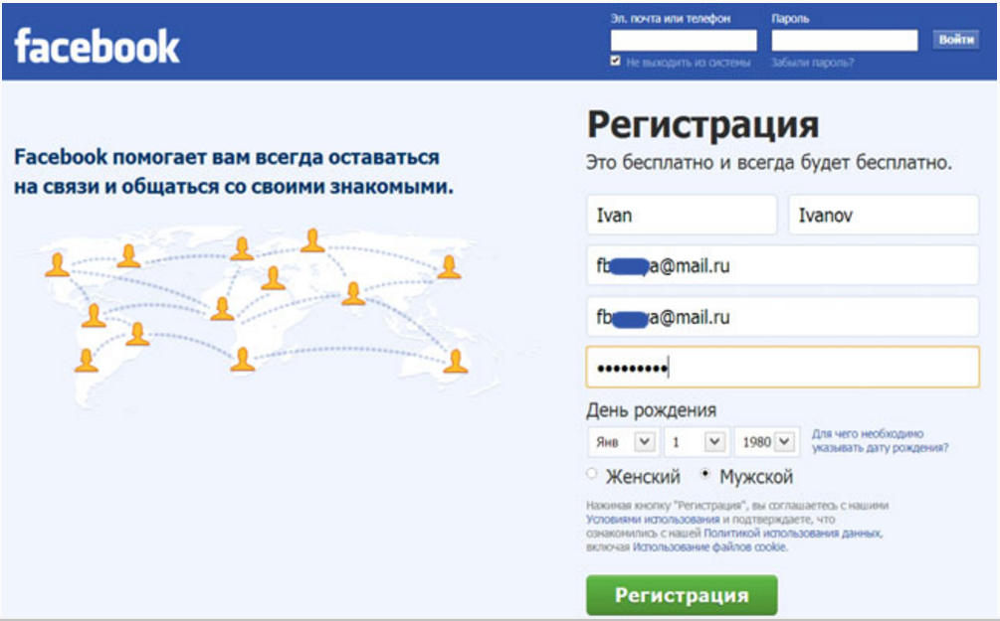 facebook
Эл. почта или телефон
Пароль
Войти
Не выходить из системы
Забыли пароль?
Facebook помогает вам всегда оставаться
на связи и общаться со своими знакомыми.
Регистрация
Это бесплатно и всегда будет бесплатно.
Ivan
Ivanov
a@mail.ru
a@mail.ru
•••••••••
День рождения
Янв
1
1980
Для чего необходимо
указывать дату рождения?
Женский
Мужской
Нажимая кнопку "Регистрация", вы соглашаетесь с нашими
Условиями использования и подтверждаете, что
ознакомились с нашей Политикой использования данных,
включая Использование файлов cookie.
Регистрация